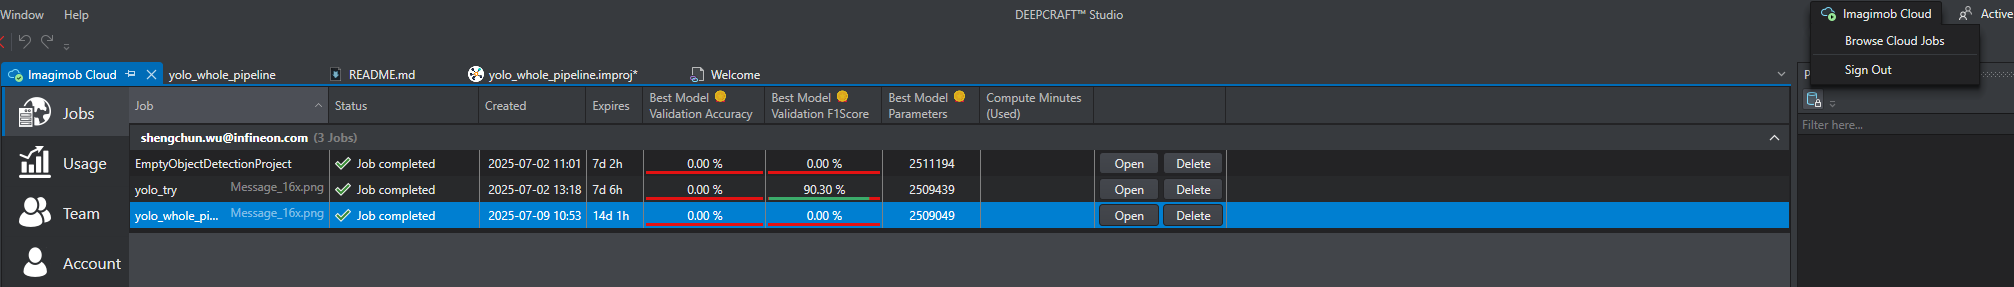 Window Help DEEPCRAFT™ Studio Imagimob Cloud Active
Browse Cloud Jobs
Sign Out
Imagimob Cloud yolo_whole_pipeline README.md yolo_whole_pipeline.improj* Welcome
Jobs
Usage
Team
Account
Job Status Created Expires Best Model Validation Accuracy Best Model Validation F1Score Best Model Parameters Compute Minutes (Used)
shengchun.wu@infineon.com (3 Jobs)
EmptyObjectDetectionProject Job completed 2025-07-02 11:01 7d 2h 0.00 % 0.00 % 2511194 Open Delete
yolo_try Message_16x.png Job completed 2025-07-02 13:18 7d 6h 0.00 % 90.30 % 2509439 Open Delete
yolo_whole_pi... Message_16x.png Job completed 2025-07-09 10:53 14d 1h 0.00 % 0.00 % 2509049 Open Delete
Filter here...